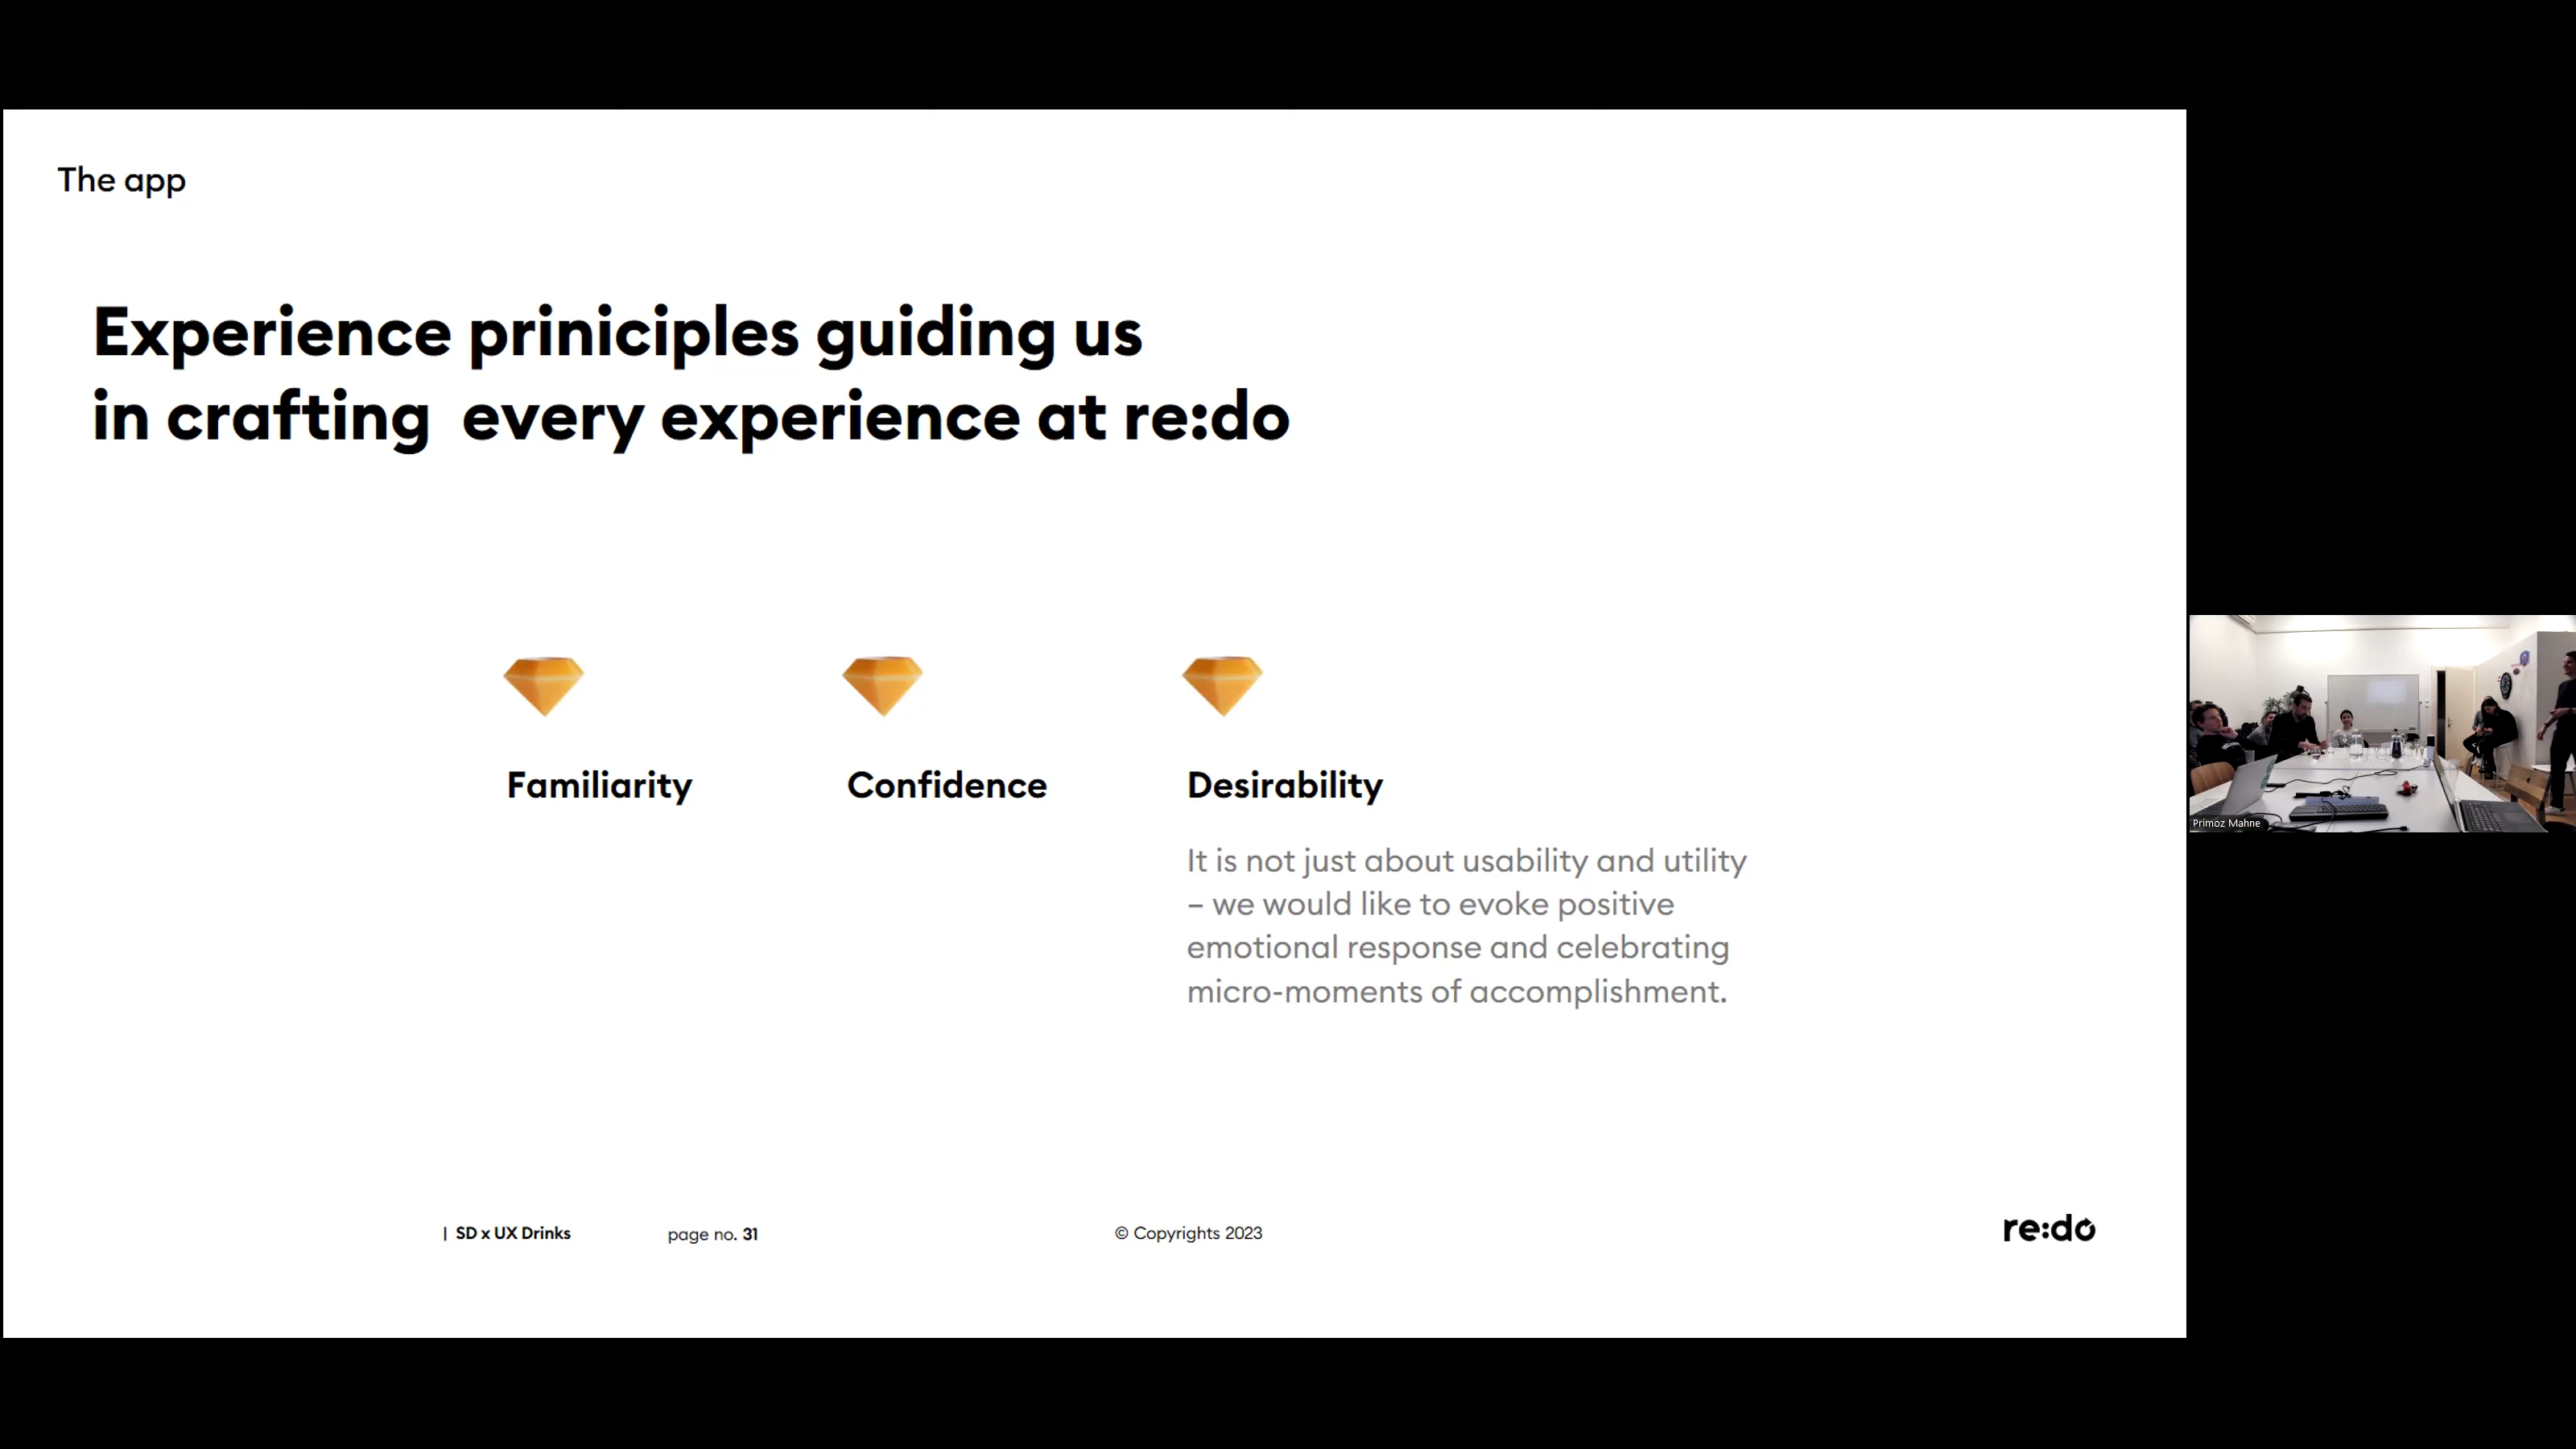 The app
Experience priniciples guiding us
in crafting  every experience at re:do
Familiarity
Confidence
Desirability
It is not just about usability and utility
– we would like to evoke positive
emotional response and celebrating
micro-moments of accomplishment.
| SD x UX Drinks
page no. 31
© Copyrights 2023
re:do
Primoz Mahne